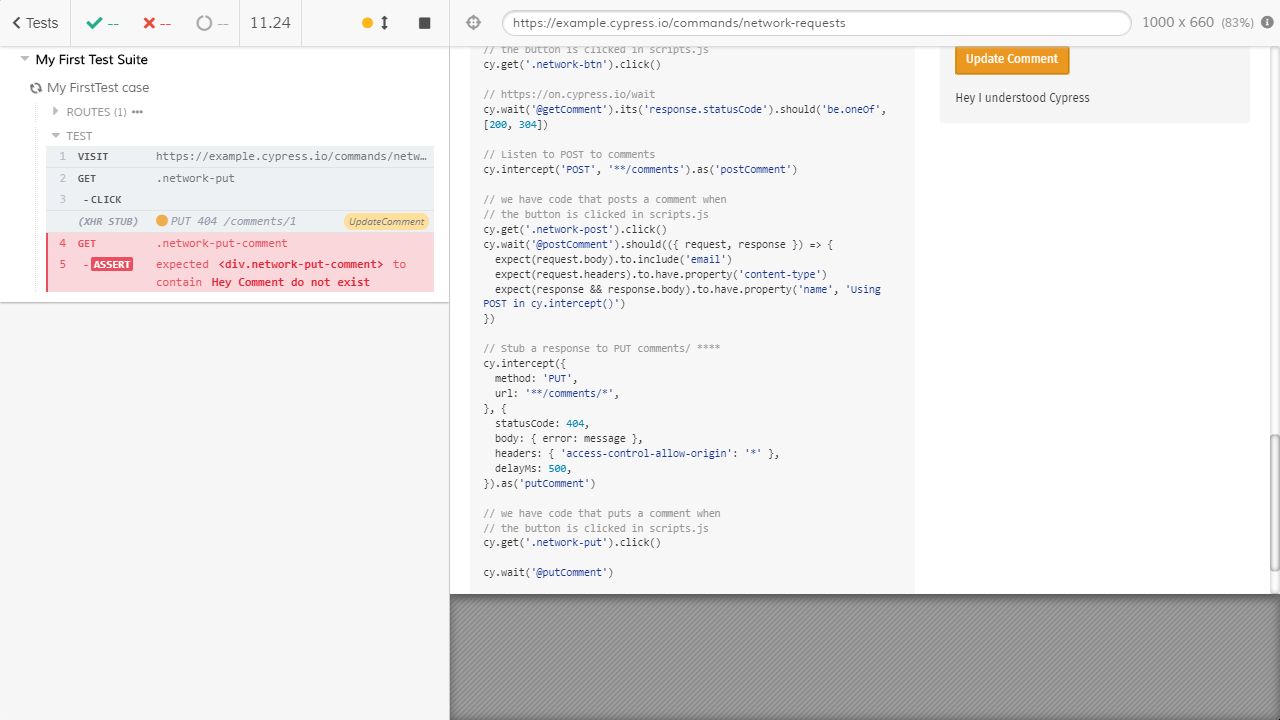 Tests
--
--
--
11.24
https://example.cypress.io/commands/network-requests
1000 x 660 (83%)
My First Test Suite
My FirstTest case
ROUTES (1)
TEST
1 VISIT https://example.cypress.io/commands/netw…
2 GET .network-put
3 -CLICK
(XHR STUB) PUT 404 /comments/1 UpdateComment
4 GET .network-put-comment
5 -ASSERT expected <div.network-put-comment> to
contain Hey Comment do not exist
// the button is clicked in scripts.js
cy.get('.network-btn').click()
// https://on.cypress.io/wait
cy.wait('@getComment').its('response.statusCode').should('be.oneOf',
[200, 304])
// Listen to POST to comments
cy.intercept('POST', '**/comments').as('postComment')
// we have code that posts a comment when
// the button is clicked in scripts.js
cy.get('.network-post').click()
cy.wait('@postComment').should(({ request, response }) => {
expect(request.body).to.include('email')
expect(request.headers).to.have.property('content-type')
expect(response && response.body).to.have.property('name', 'Using
POST in cy.intercept()')
})
// Stub a response to PUT comments/ ****
cy.intercept({
method: 'PUT',
url: '**/comments/*',
}, {
statusCode: 404,
body: { error: message },
headers: { 'access-control-allow-origin': '*' },
delayMs: 500,
}).as('putComment')
// we have code that puts a comment when
// the button is clicked in scripts.js
cy.get('.network-put').click()
cy.wait('@putComment')
Update Comment
Hey I understood Cypress